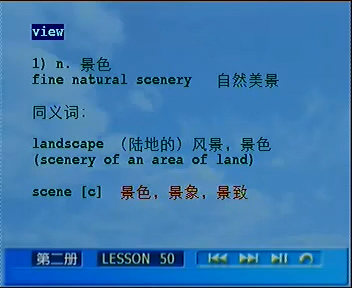 view
1) n. 景色
fine natural scenery 自然美景
同义词：
landscape （陆地的）风景，景色
(scenery of an area of land)
scene [c] 景色，景象，景致
第二册 LESSON 50